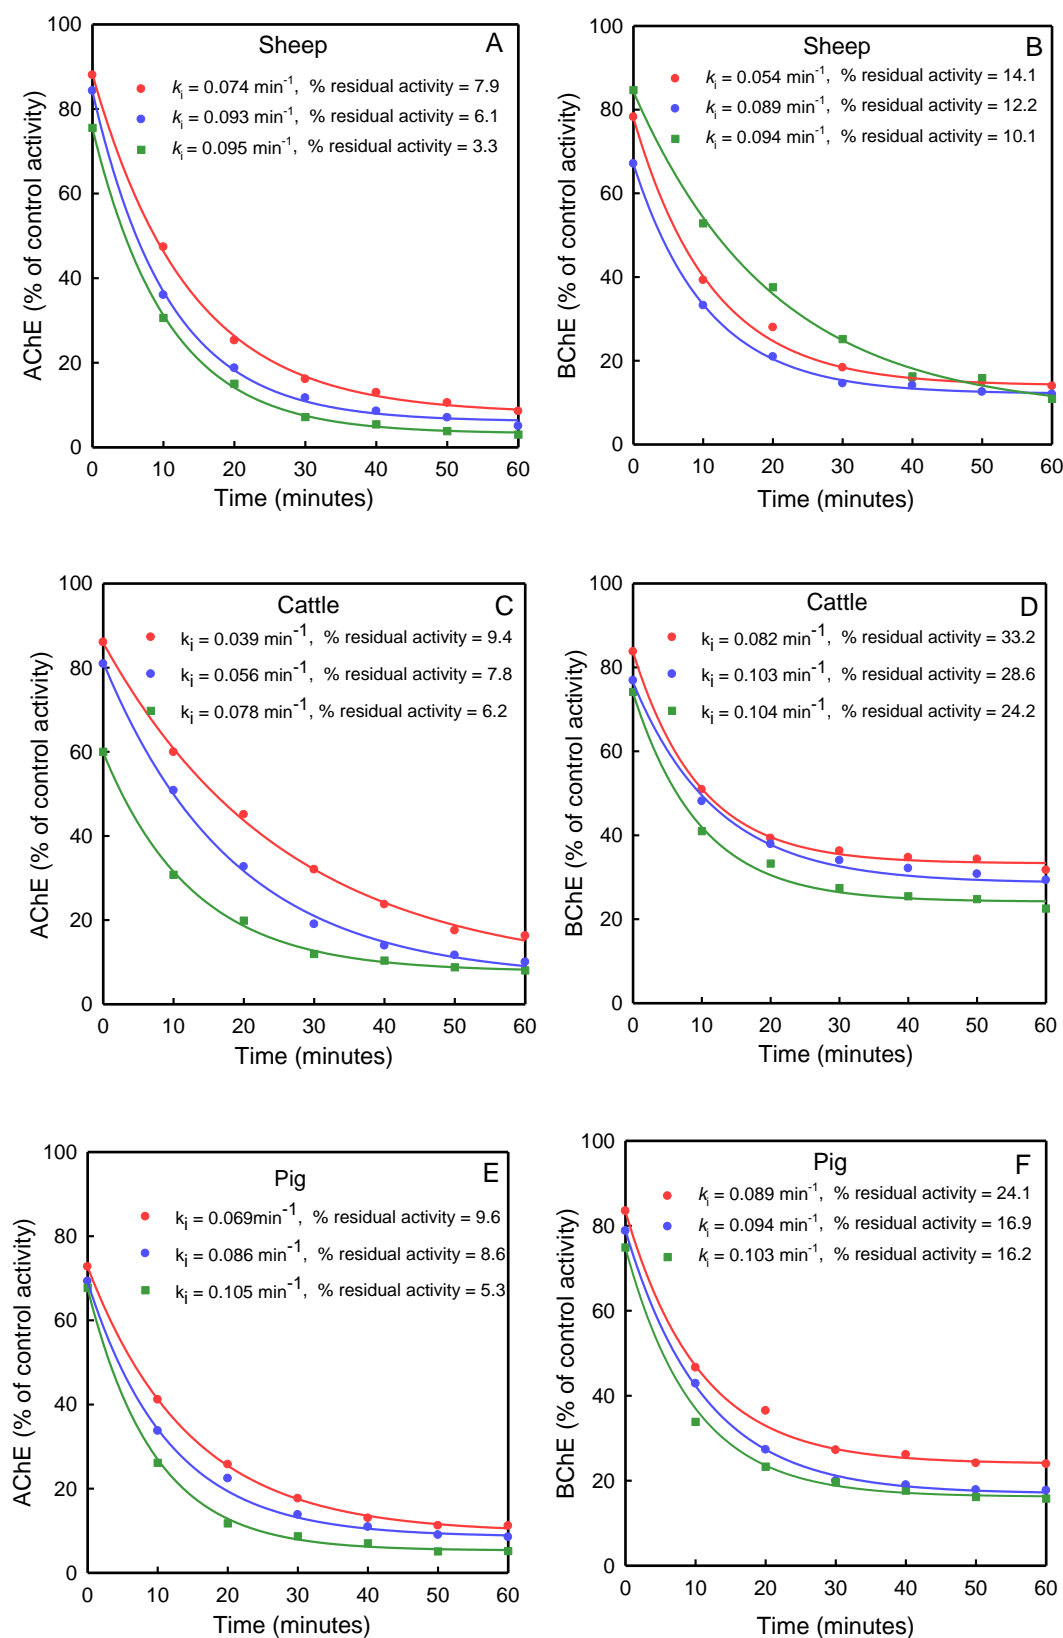 A
Sheep
kᵢ = 0.074 min⁻¹, % residual activity = 7.9
kᵢ = 0.093 min⁻¹, % residual activity = 6.1
kᵢ = 0.095 min⁻¹, % residual activity = 3.3
AChE (% of control activity)
100
80
60
40
20
0
0 10 20 30 40 50 60
Time (minutes)
B
Sheep
kᵢ = 0.054 min⁻¹, % residual activity = 14.1
kᵢ = 0.089 min⁻¹, % residual activity = 12.2
kᵢ = 0.094 min⁻¹, % residual activity = 10.1
BChE (% of control activity)
100
80
60
40
20
0
0 10 20 30 40 50 60
Time (minutes)
C
Cattle
kᵢ = 0.039 min⁻¹, % residual activity = 9.4
kᵢ = 0.056 min⁻¹, % residual activity = 7.8
kᵢ = 0.078 min⁻¹, % residual activity = 6.2
AChE (% of control activity)
100
80
60
40
20
0
0 10 20 30 40 50 60
Time (minutes)
D
Cattle
kᵢ = 0.082 min⁻¹, % residual activity = 33.2
kᵢ = 0.103 min⁻¹, % residual activity = 28.6
kᵢ = 0.104 min⁻¹, % residual activity = 24.2
BChE (% of control activity)
100
80
60
40
20
0
0 10 20 30 40 50 60
Time (minutes)
E
Pig
kᵢ = 0.069min⁻¹, % residual activity = 9.6
kᵢ = 0.086 min⁻¹, % residual activity = 8.6
kᵢ = 0.105 min⁻¹, % residual activity = 5.3
AChE (% of control activity)
100
80
60
40
20
0
0 10 20 30 40 50 60
Time (minutes)
F
Pig
kᵢ = 0.089 min⁻¹, % residual activity = 24.1
kᵢ = 0.094 min⁻¹, % residual activity = 16.9
kᵢ = 0.103 min⁻¹, % residual activity = 16.2
BChE (% of control activity)
100
80
60
40
20
0
0 10 20 30 40 50 60
Time (minutes)